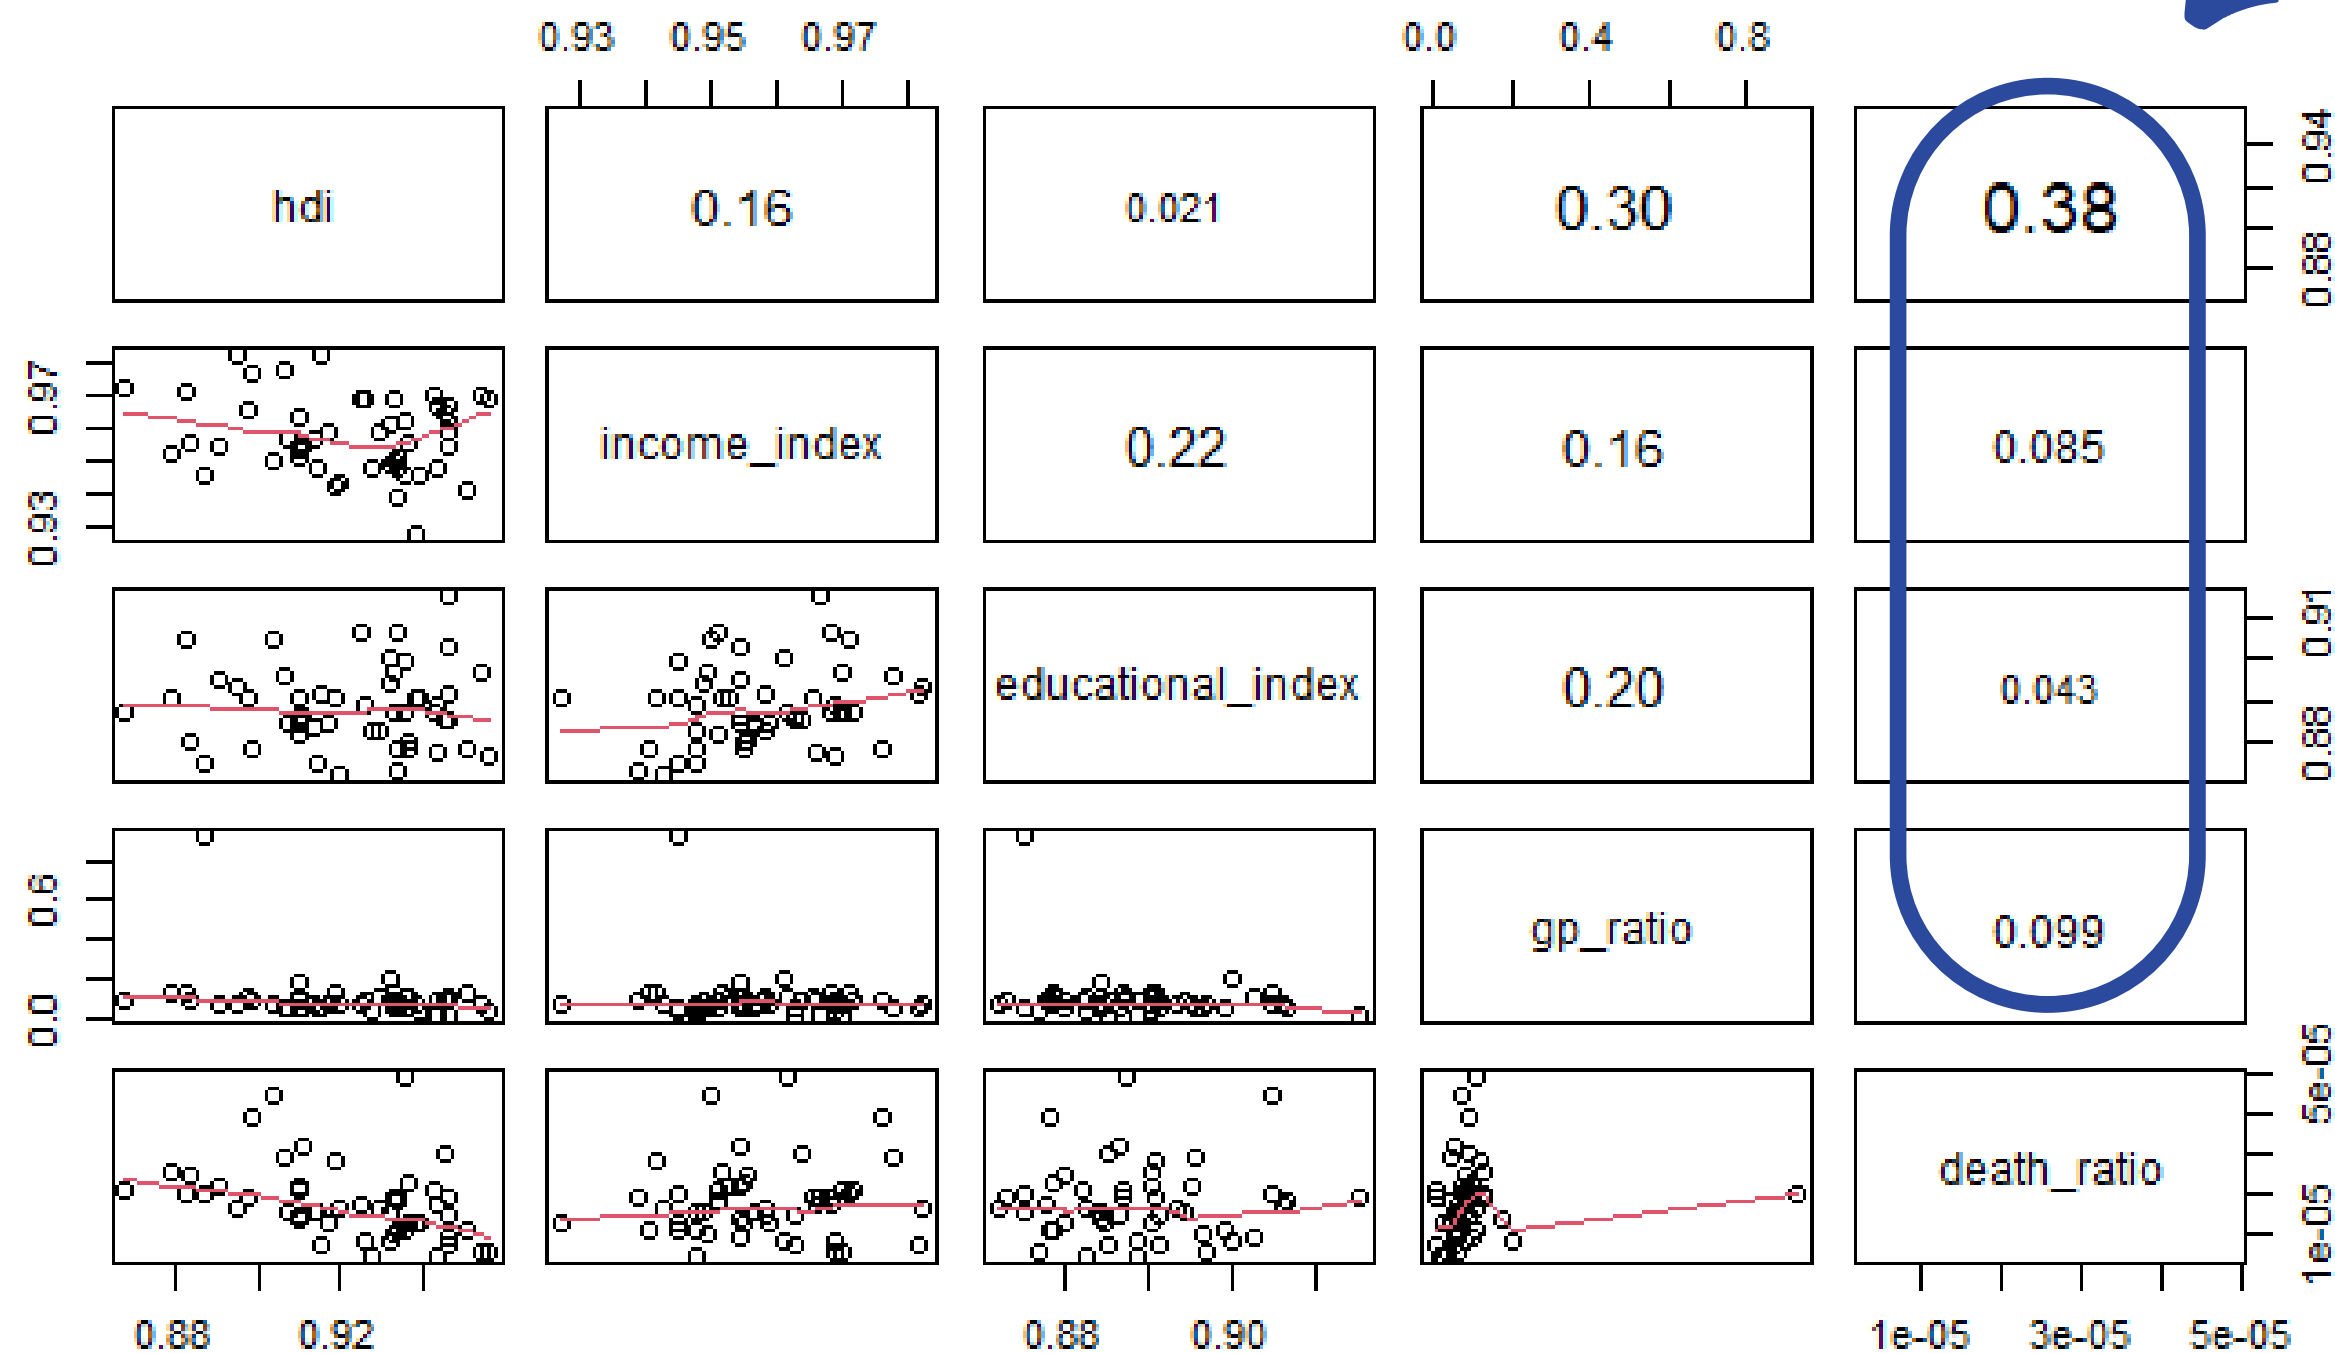 0.93 0.95 0.97 0.0 0.4 0.8
hdi 0.16 0.021 0.30 0.38 0.88 0.94
0.93 0.97 income_index 0.22 0.16 0.085
educational_index 0.20 0.043 0.88 0.91
0.0 0.6 gp_ratio 0.099
death_ratio 1e-05 5e-05
0.88 0.92 0.88 0.90 1e-05 3e-05 5e-05